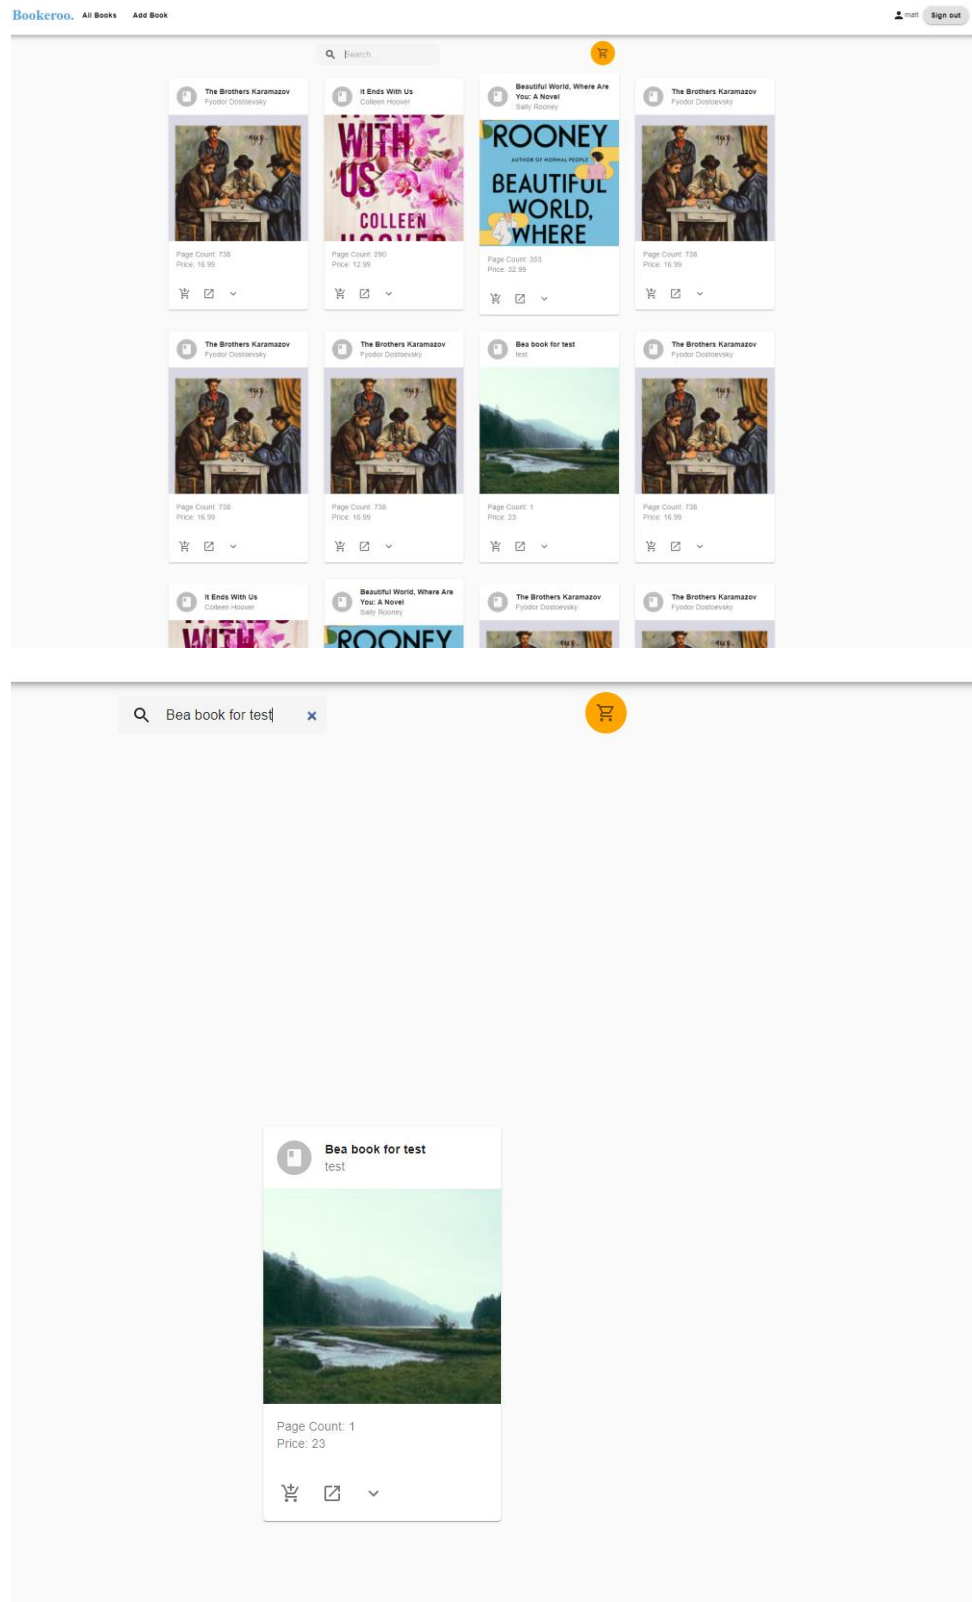 Bookeroo. All Books Add Book matt Sign out
Search...
The Brothers Karamazov
Fyodor Dostoevsky
Page Count: 738
Price: 16.99
It Ends With Us
Colleen Hoover
WITH
US
COLLEEN
Page Count: 290
Price: 12.99
Beautiful World, Where Are
You: A Novel
Sally Rooney
ROONEY
AUTHOR OF NORMAL PEOPLE
BEAUTIFUL
WORLD,
WHERE
Page Count: 353
Price: 32.99
The Brothers Karamazov
Fyodor Dostoevsky
Page Count: 738
Price: 16.99
The Brothers Karamazov
Fyodor Dostoevsky
Page Count: 738
Price: 16.99
The Brothers Karamazov
Fyodor Dostoevsky
Page Count: 738
Price: 16.99
Bea book for test
test
Page Count: 1
Price: 23
The Brothers Karamazov
Fyodor Dostoevsky
Page Count: 738
Price: 16.99
It Ends With Us
Colleen Hoover
WITH
Beautiful World, Where Are
You: A Novel
Sally Rooney
ROONEY
The Brothers Karamazov
Fyodor Dostoevsky
The Brothers Karamazov
Fyodor Dostoevsky
Bea book for test
Bea book for test
test
Page Count: 1
Price: 23